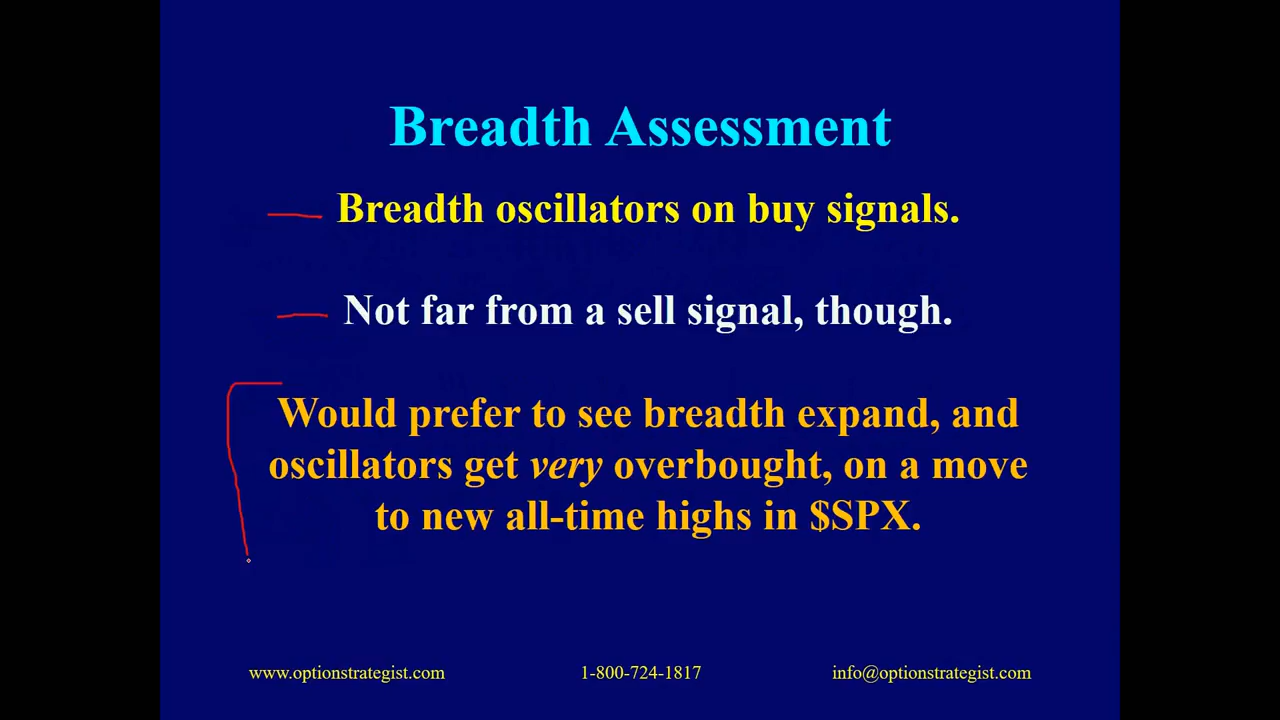 Breadth Assessment
Breadth oscillators on buy signals.
Not far from a sell signal, though.
Would prefer to see breadth expand, and
oscillators get very overbought, on a move
to new all-time highs in $SPX.
www.optionstrategist.com
1-800-724-1817
info@optionstrategist.com